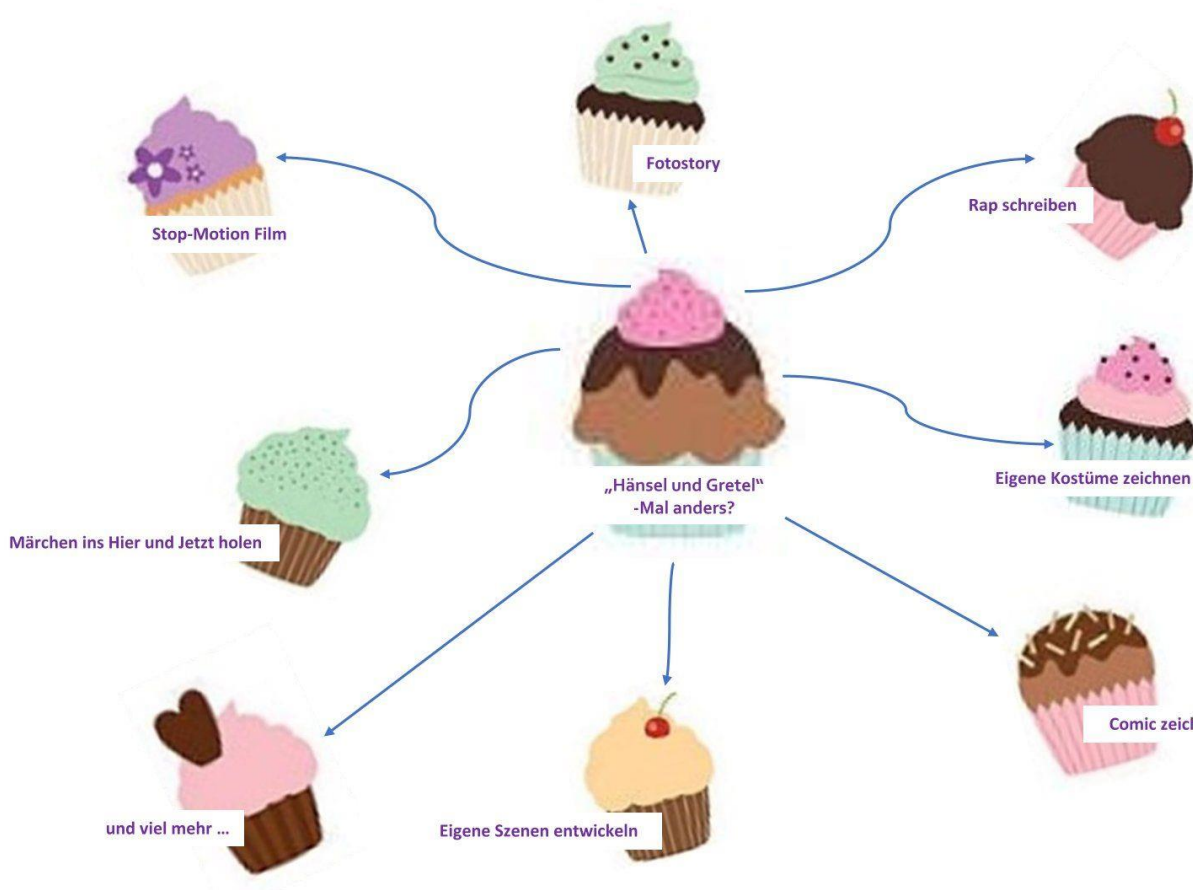 Fotostory
Rap schreiben
Stop-Motion Film
Eigene Kostüme zeichnen
„Hänsel und Gretel“
-Mal anders?
Märchen ins Hier und Jetzt holen
Comic
und viel mehr ...
Eigene Szenen entwickeln